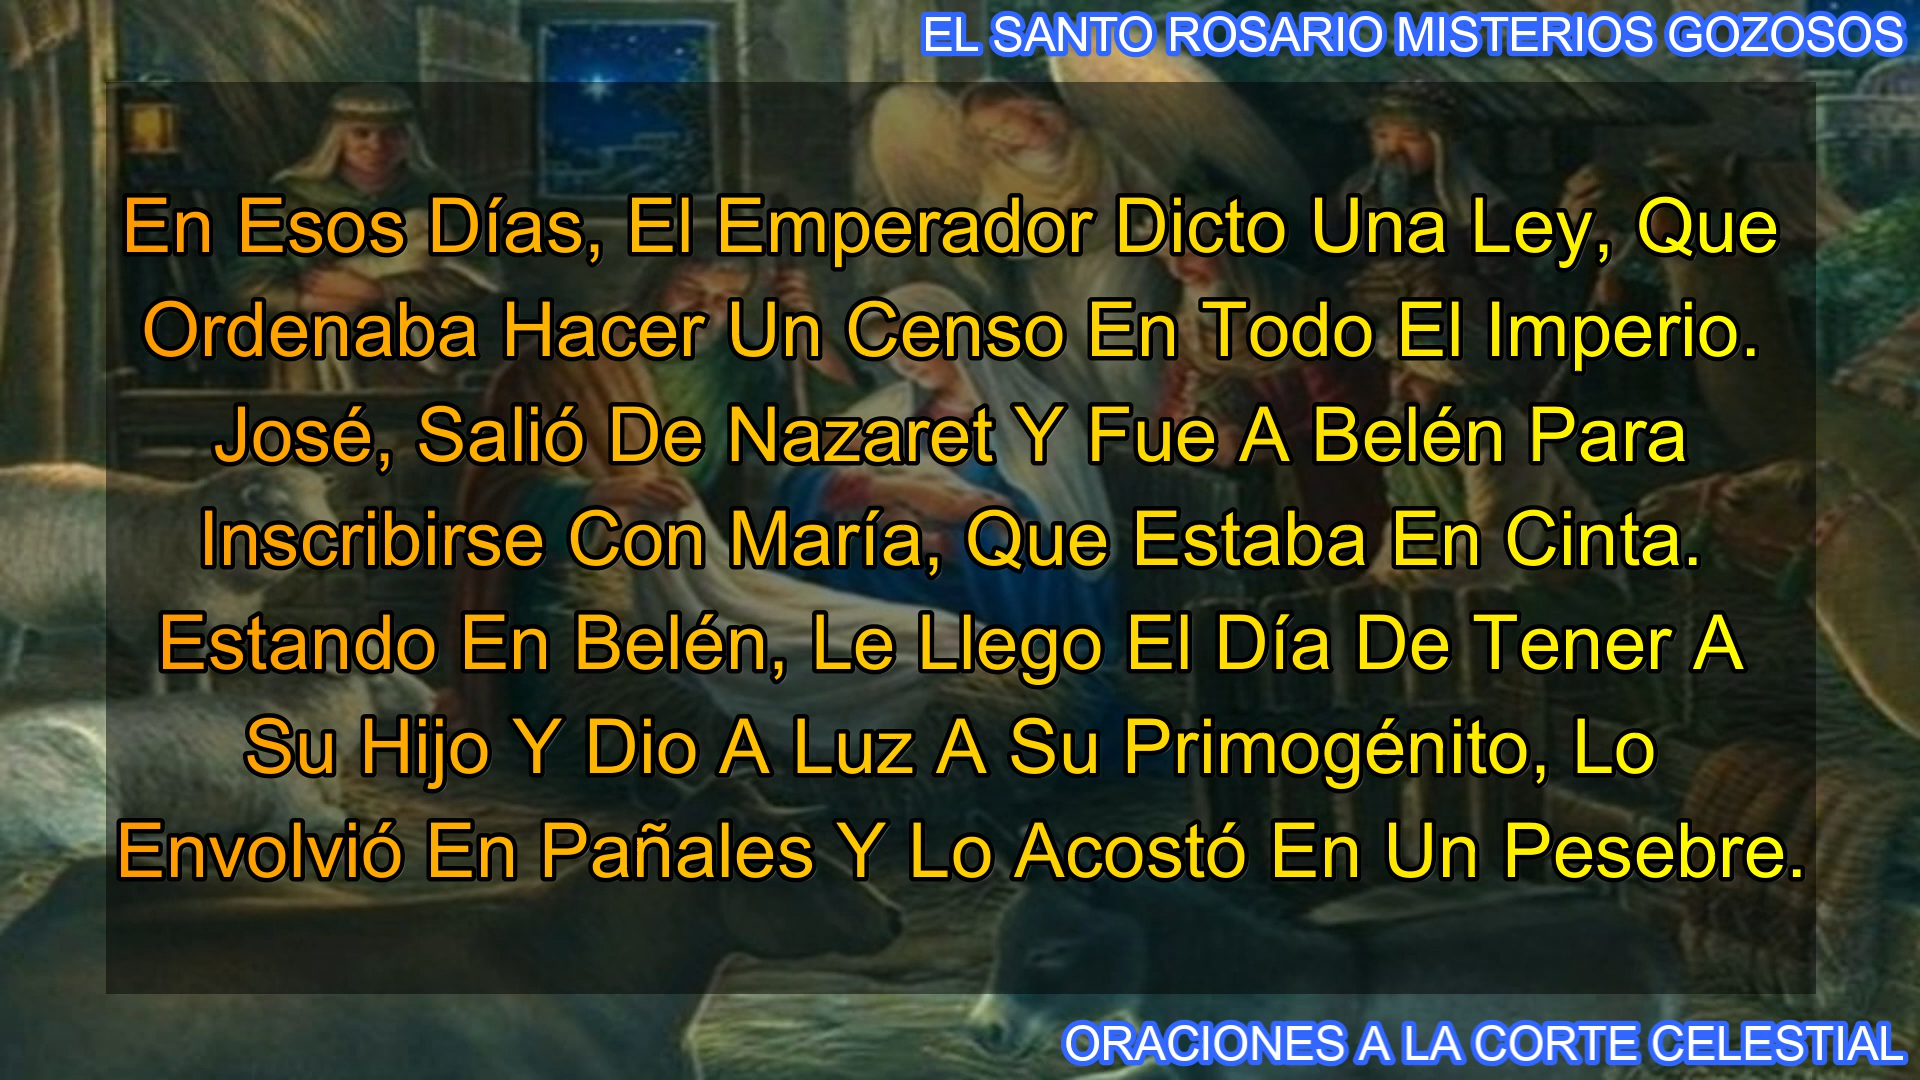 EL SANTO ROSARIO MISTERIOS GOZOSOS
En Esos Días, El Emperador Dicto Una Ley, Que
Ordenaba Hacer Un Censo En Todo El Imperio.
José, Salió De Nazaret Y Fue A Belén Para
Inscribirse Con María, Que Estaba En Cinta.
Estando En Belén, Le Llego El Día De Tener A
Su Hijo Y Dio A Luz A Su Primogénito, Lo
Envolvió En Pañales Y Lo Acostó En Un Pesebre.
ORACIONES A LA CORTE CELESTIAL